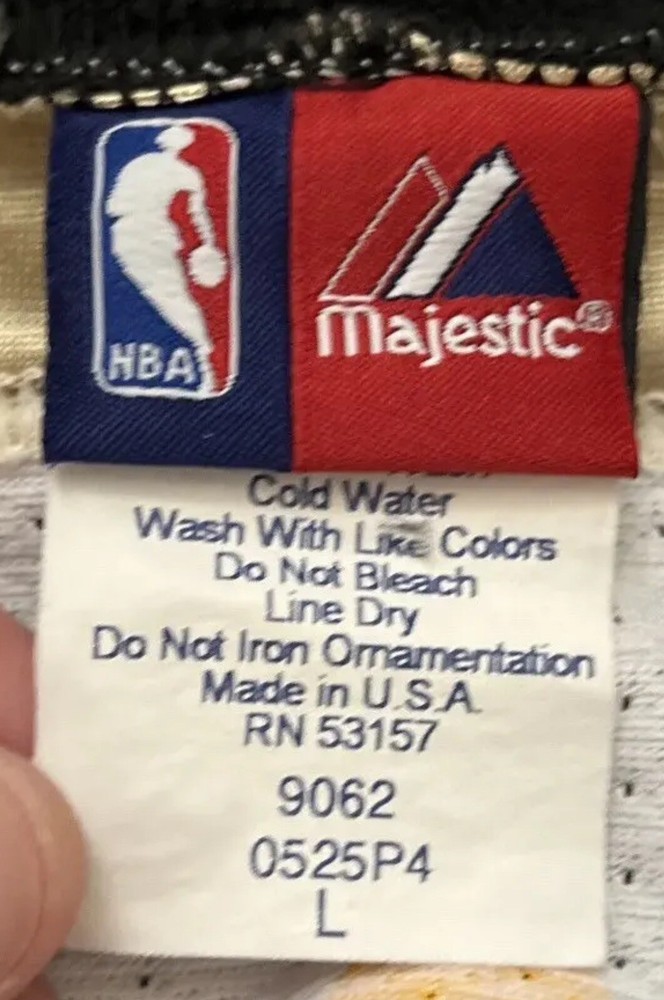 NBA
majestic®
Cold Water
Wash With Like Colors
Do Not Bleach
Line Dry
Do Not Iron Ornamentation
Made in U.S.A.
RN 53157
9062
0525P4
L